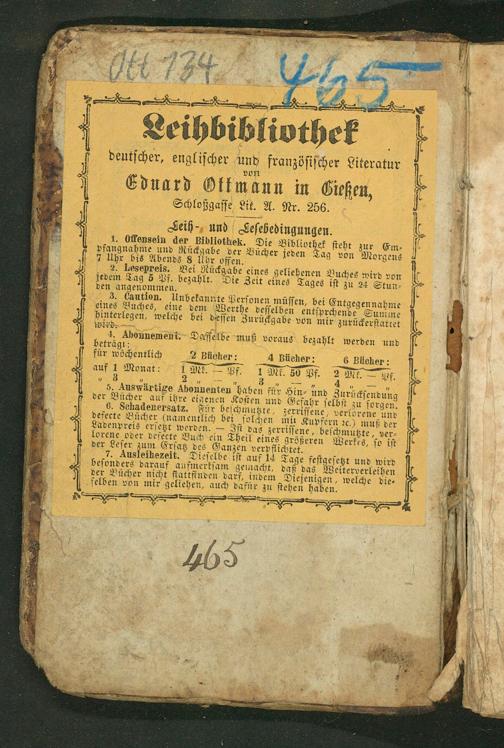 Ott 134
465
Leihbibliothek
deutscher, englischer und französischer Literatur
von
Eduard Ottmann in Gießen,
Schloßgasse Lit. A. Nr. 256.
Leih- und Lesebedingungen.
1. Offensein der Bibliothek. Die Bibliothek steht zur Em-
pfangnahme und Rückgabe der Bücher jeden Tag von Morgens
7 Uhr bis Abends 8 Uhr offen.
2. Lesepreis. Bei Rückgabe eines geliehenen Buches wird von
jedem Tag 5 Pf. bezahlt. Die Zeit eines Tages ist zu 24 Stun-
den angenommen.
3. Caution. Unbekannte Personen müssen, bei Entgegennahme
eines Buches, eine dem Werthe desselben entsprchende Summe
hinterlegen, welche bei dessen Zurückgabe von mir zurückerstattet
wird.
4. Abonnement. Dasselbe muß voraus bezahlt werden und
beträgt:
für wöchentlich 2 Bücher: 4 Bücher: 6 Bücher:
auf 1 Monat: 1 Mk. — Pf. 1 Mk. 50 Pf. 2 Mk. — Pf.
„ 3 „ 2 „ — „ 3 „ — „ 4 „ — „
5. Auswärtige Abonnenten haben für Hin- und Zurücksendung
der Bücher auf ihre eigenen Kosten und Gefahr selbst zu sorgen.
6. Schadenersatz. Für beschmutzte, zerrissene, verlorene und
defecte Bücher (namentlich bei solchen mit Kupfern ꝛc.) muß der
Ladenpreis ersetzt werden. — Ist das zerrissene, beschmutzte, ver-
lorene oder defecte Buch ein Theil eines größeren Werkes, so ist
der Leser zum Ersatz des Ganzen verpflichtet.
7. Ausleihezeit. Dieselbe ist auf 14 Tage festgesetzt und wird
besonders darauf aufmerksam gemacht, daß das Weiterverleihen
der Bücher nicht stattfinden darf, indem Diejenigen, welche die-
selben von mir geliehen, auch dafür zu stehen haben.
465